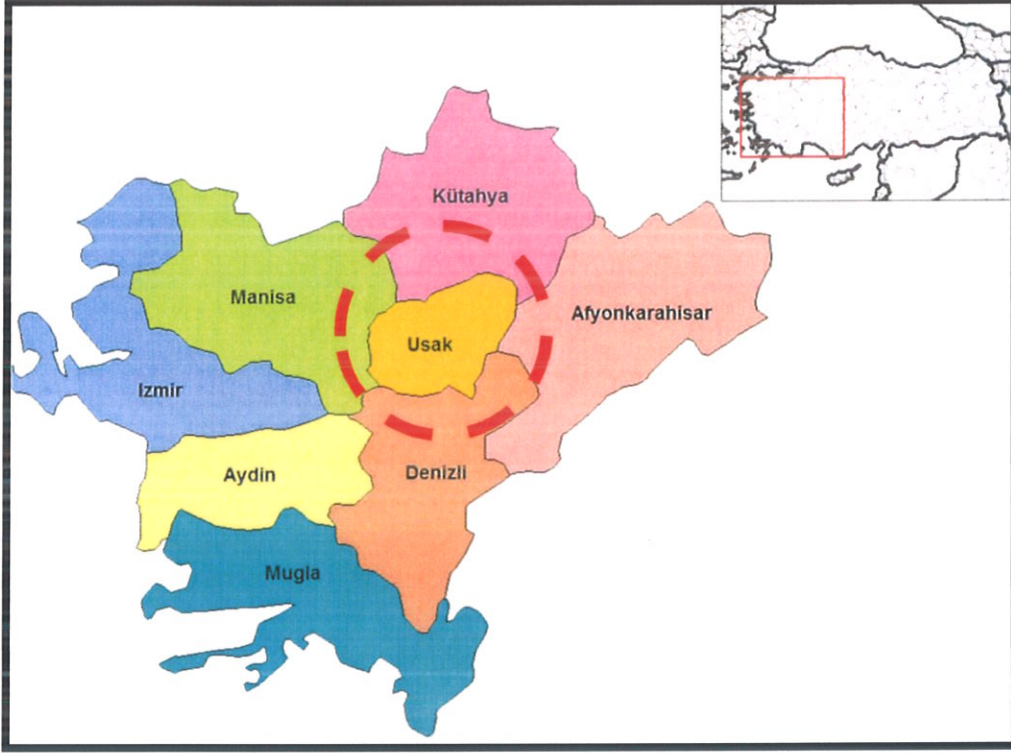 Kütahya
Manisa
Afyonkarahisar
Usak
Izmir
Aydin
Denizli
Mugla